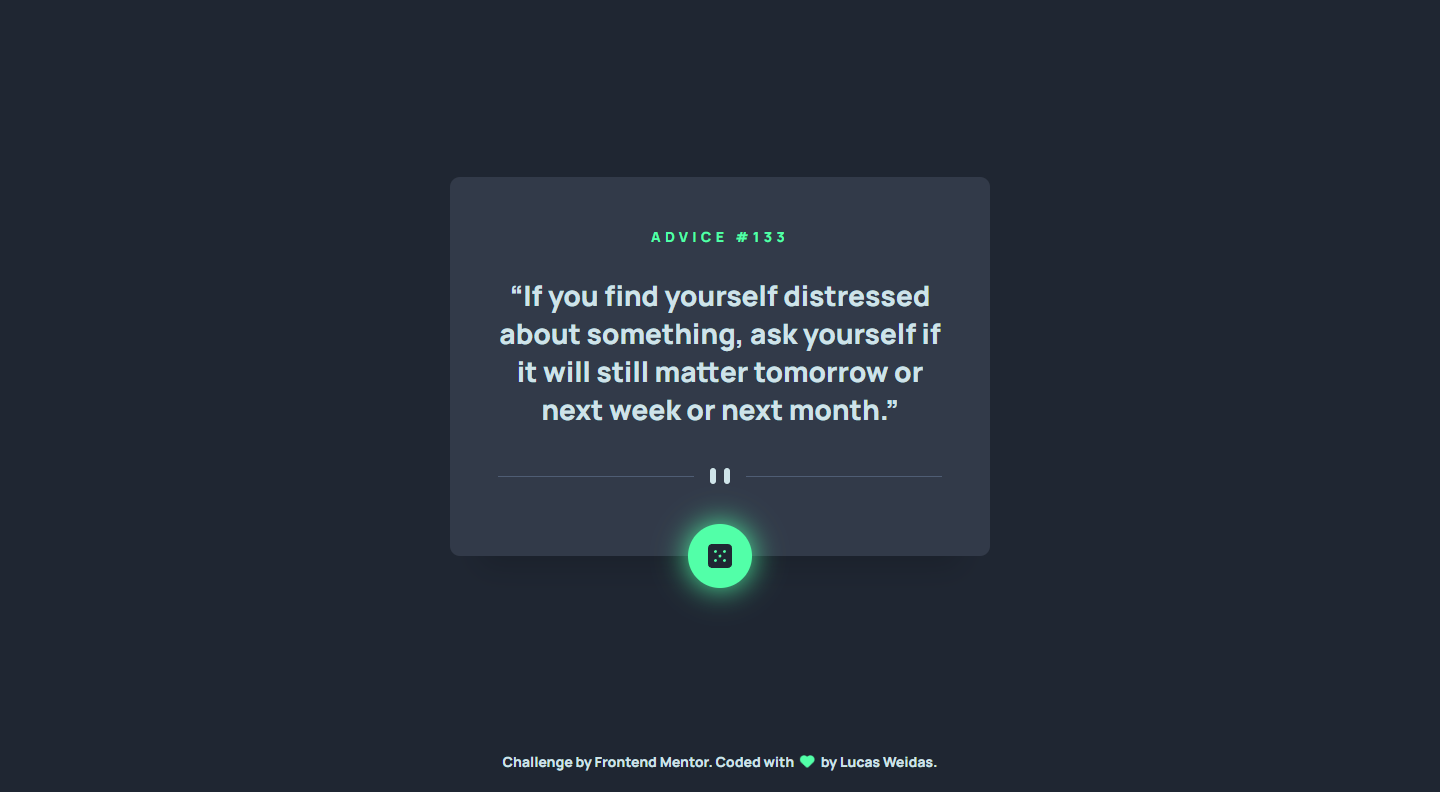 ADVICE #133
“If you find yourself distressed
about something, ask yourself if
it will still matter tomorrow or
next week or next month.”
Challenge by Frontend Mentor. Coded with 💚 by Lucas Weidas.